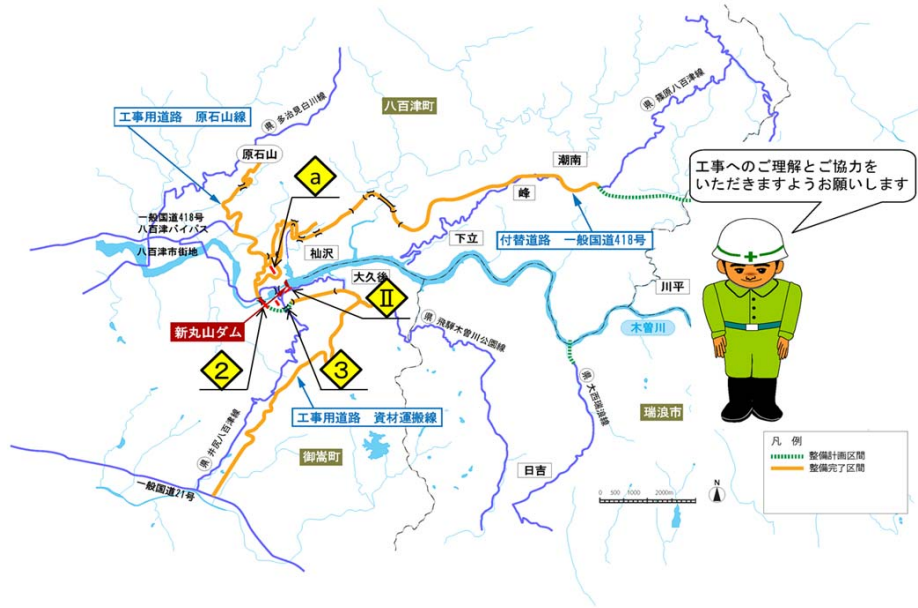 工事用道路　原石山線
県 多治見白川線
八百津町
県 篠原八百津線
原石山
a
潮南
工事へのご理解とご協力を
いただきますようお願いします
峰
一般国道418号
八百津バイパス
杣沢
下立
付替道路　一般国道418号
八百津市街地
大久後
川平
Ⅱ
新丸山ダム
県 飛騨木曽川公園線
木曽川
2
3
県 大西瑞浪線
工事用道路　資材運搬線
瑞浪市
県 井尻八百津線
御嵩町
凡　例
整備計画区間
整備完了区間
日吉
一般国道21号
0 500 1000 2000m
N